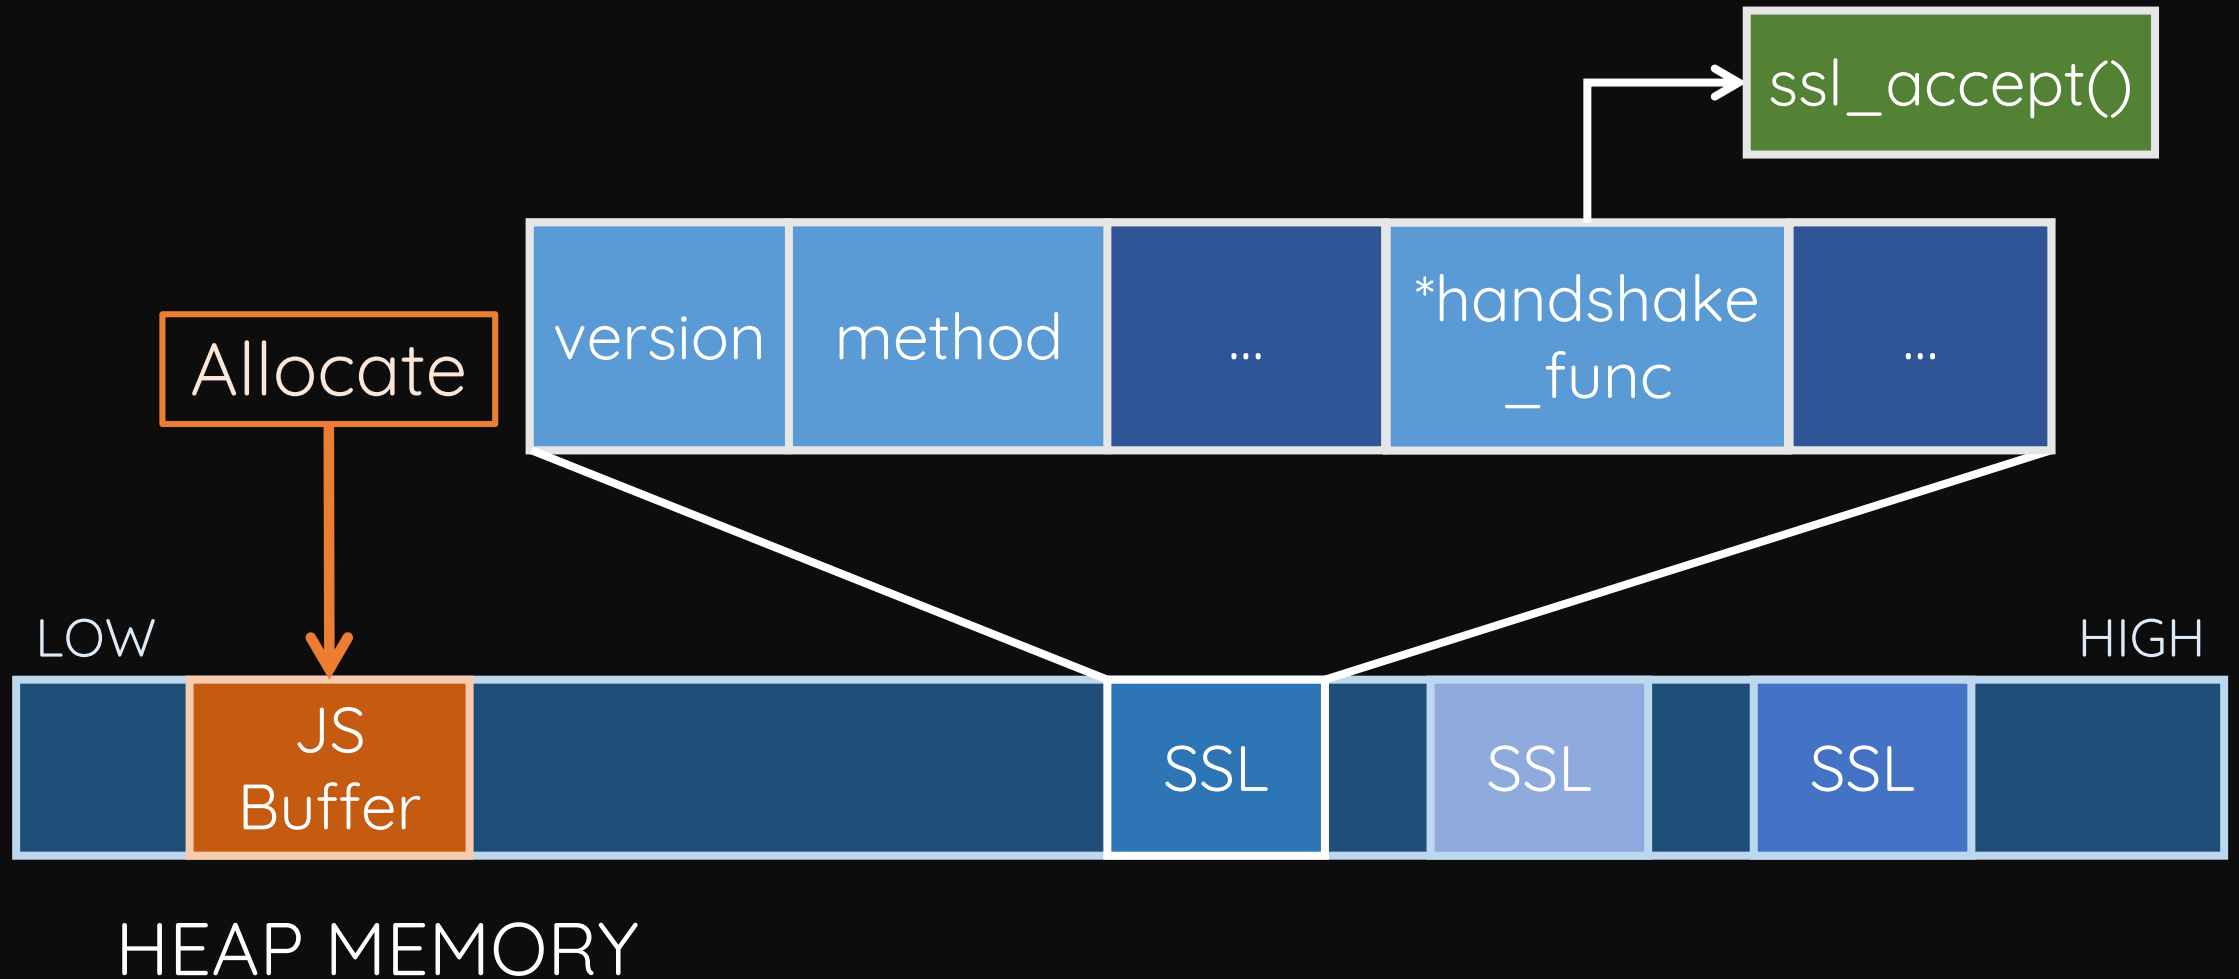 ssl_accept()
version
method
...
*handshake
_func
...
Allocate
LOW
HIGH
JS
Buffer
SSL
SSL
SSL
HEAP MEMORY